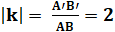 |k| = A′B′/AB = 2